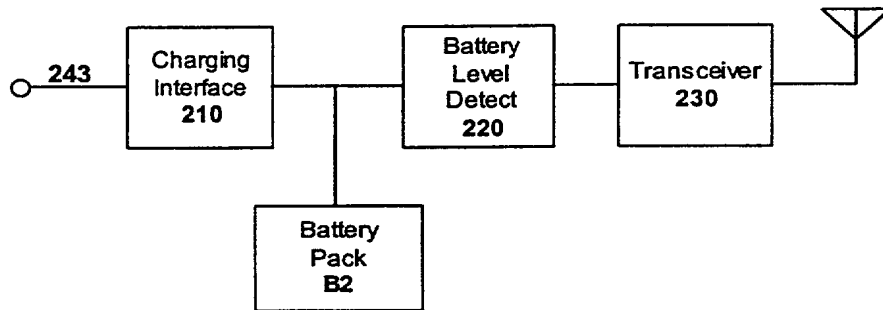 243
Charging
Interface
210
Battery
Level
Detect
220
Transceiver
230
Battery
Pack
B2